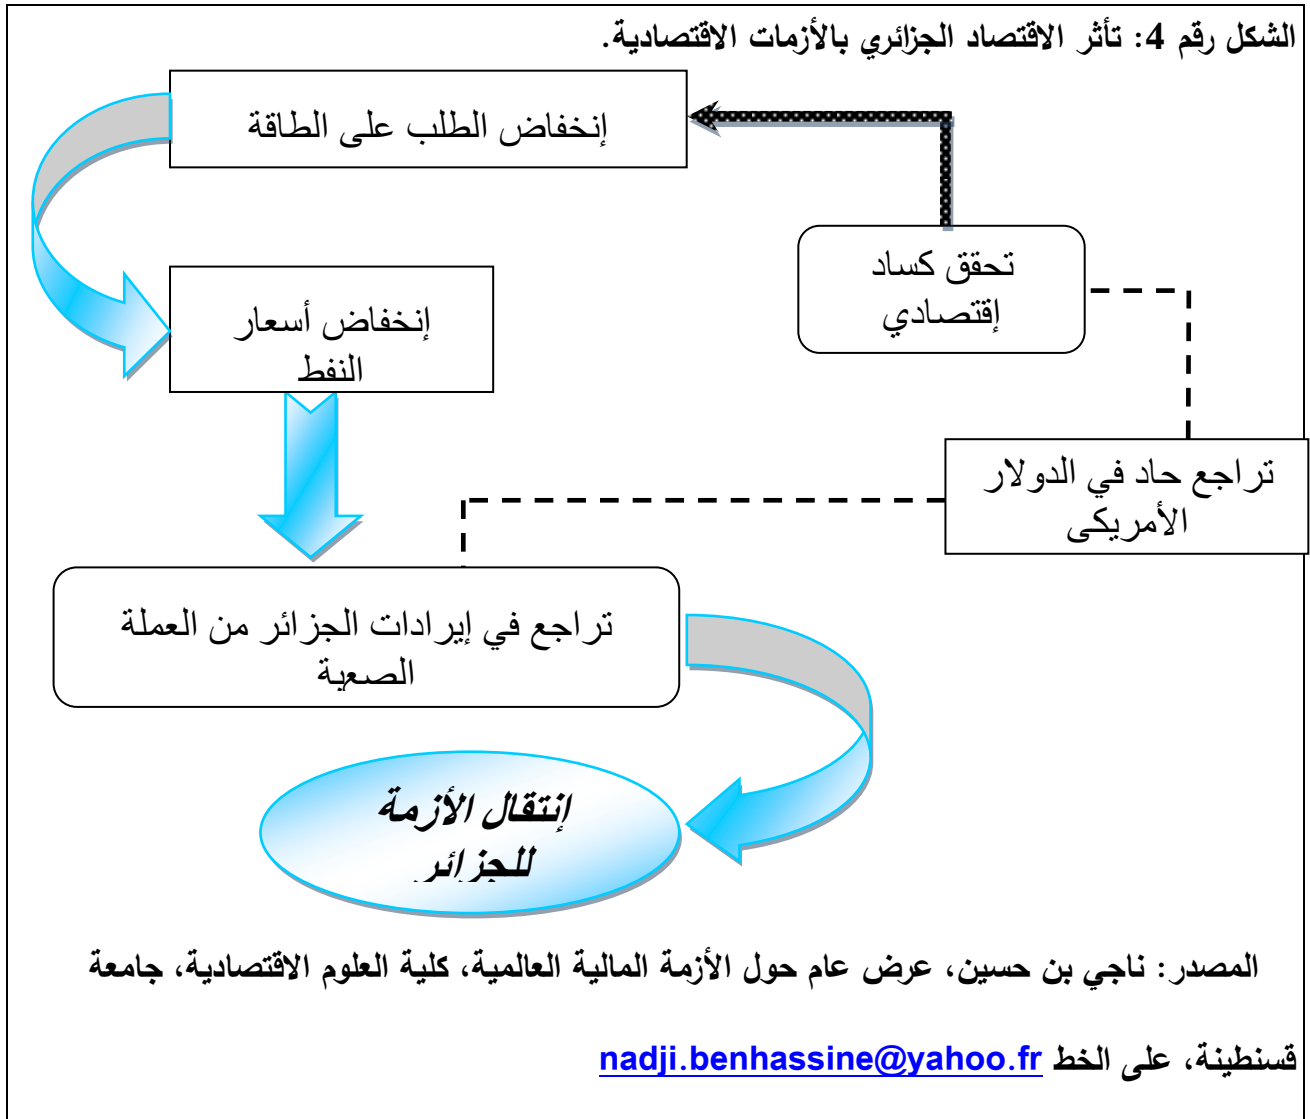 الشكل رقم 4: تأثر الاقتصاد الجزائري بالأزمات الاقتصادية.
إنخفاض الطلب على الطاقة
تحقق كساد
إقتصادي
إنخفاض أسعار
النفط
تراجع حاد في الدولار
الأمريكى
تراجع في إيرادات الجزائر من العملة
الصعبة
إنتقال الأزمة
للجزائر
المصدر: ناجي بن حسين، عرض عام حول الأزمة المالية العالمية، كلية العلوم الاقتصادية، جامعة
قسنطينة، على الخط nadji.benhassine@yahoo.fr